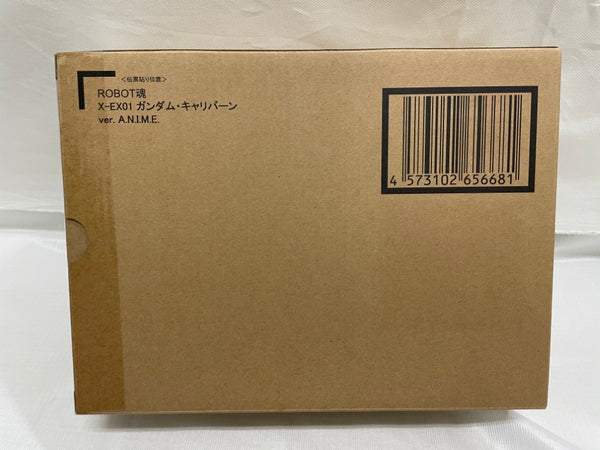 <伝票貼り位置>
ROBOT魂
X-EX01 ガンダム・キャリバーン
ver. A.N.I.M.E.
4 573102 656681